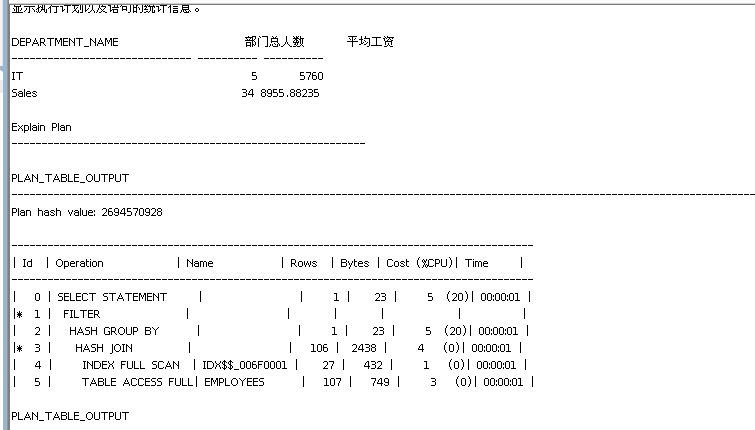 显示执行计划以及语句的统计信息。
DEPARTMENT_NAME 部门总人数 平均工资
------------------------------ ---------- ----------
IT 5 5760
Sales 34 8955.88235
Explain Plan
-----------------------------------------------------------
PLAN_TABLE_OUTPUT
----------------------------------------------------------------------------------------------------
Plan hash value: 2694570928
---------------------------------------------------------------------------------------
| Id | Operation | Name | Rows | Bytes | Cost (%CPU)| Time |
---------------------------------------------------------------------------------------
| 0 | SELECT STATEMENT | | 1 | 23 | 5 (20)| 00:00:01 |
|* 1 | FILTER | | | | | |
| 2 | HASH GROUP BY | | 1 | 23 | 5 (20)| 00:00:01 |
|* 3 | HASH JOIN | | 106 | 2438 | 4 (0)| 00:00:01 |
| 4 | INDEX FULL SCAN | IDX$$_006F0001 | 27 | 432 | 1 (0)| 00:00:01 |
| 5 | TABLE ACCESS FULL| EMPLOYEES | 107 | 749 | 3 (0)| 00:00:01 |
PLAN_TABLE_OUTPUT